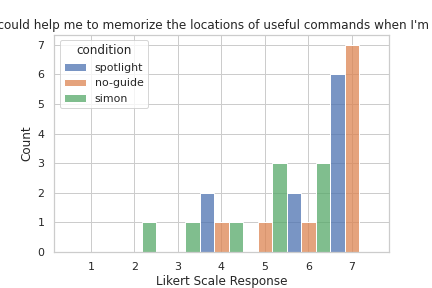 could help me to memorize the locations of useful commands when I'm
condition
spotlight
no-guide
simon
7
6
5
4
3
2
1
0
Count
1 2 3 4 5 6 7
Likert Scale Response